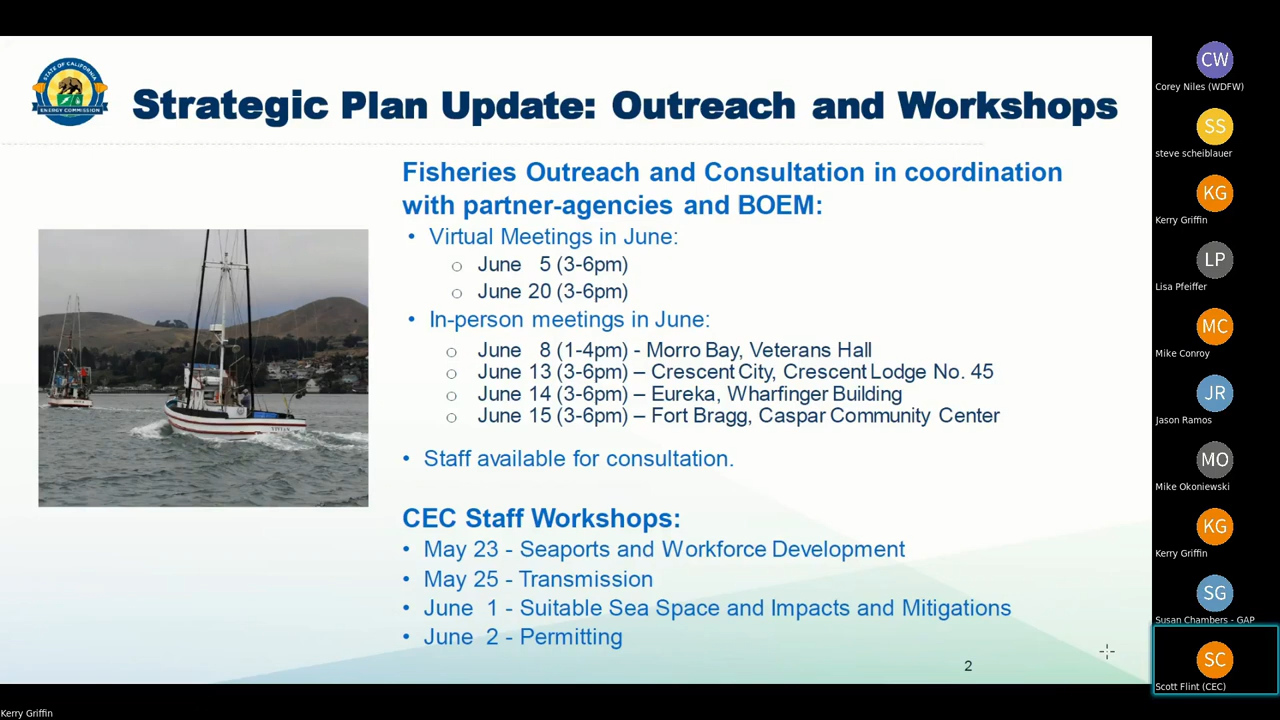 STATE OF CALIFORNIA
ENERGY COMMISSION
Strategic Plan Update: Outreach and Workshops
Fisheries Outreach and Consultation in coordination
with partner-agencies and BOEM:
• Virtual Meetings in June:
o June 5 (3-6pm)
o June 20 (3-6pm)
• In-person meetings in June:
o June 8 (1-4pm) - Morro Bay, Veterans Hall
o June 13 (3-6pm) – Crescent City, Crescent Lodge No. 45
o June 14 (3-6pm) – Eureka, Wharfinger Building
o June 15 (3-6pm) – Fort Bragg, Caspar Community Center
• Staff available for consultation.
CEC Staff Workshops:
• May 23 - Seaports and Workforce Development
• May 25 - Transmission
• June 1 - Suitable Sea Space and Impacts and Mitigations
• June 2 - Permitting
2
CW
Corey Niles (WDFW)
SS
steve scheiblauer
KG
Kerry Griffin
LP
Lisa Pfeiffer
MC
Mike Conroy
JR
Jason Ramos
MO
Mike Okoniewski
KG
Kerry Griffin
SG
Susan Chambers - GAP
SC
Scott Flint (CEC)
Kerry Griffin